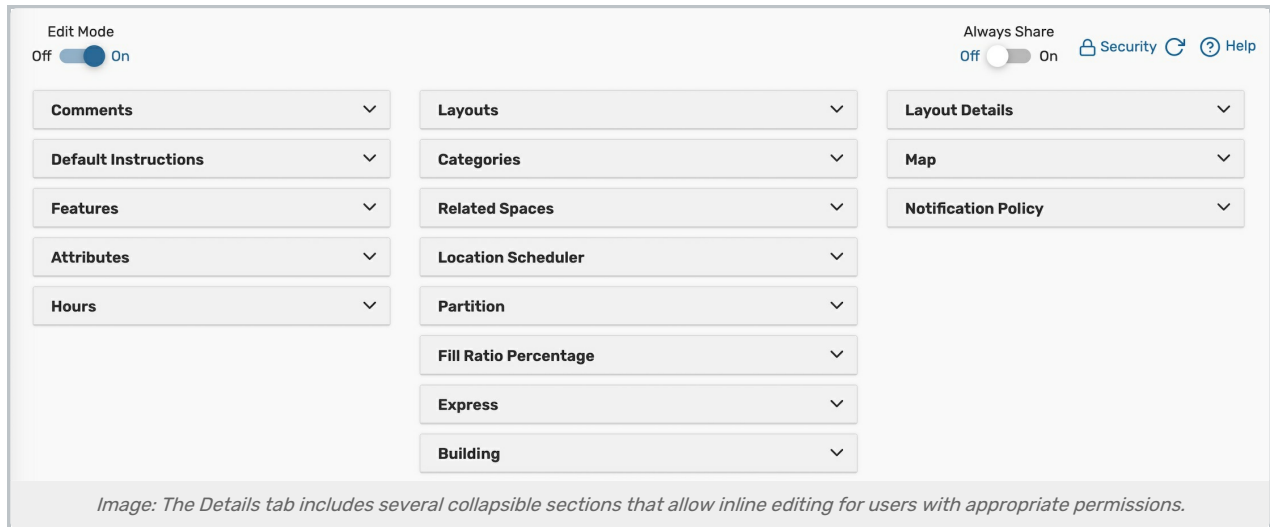 Edit Mode
Off On
Always Share
Off On
Security
Help
Comments
Default Instructions
Features
Attributes
Hours
Layouts
Categories
Related Spaces
Location Scheduler
Partition
Fill Ratio Percentage
Express
Building
Layout Details
Map
Notification Policy
Image: The Details tab includes several collapsible sections that allow inline editing for users with appropriate permissions.